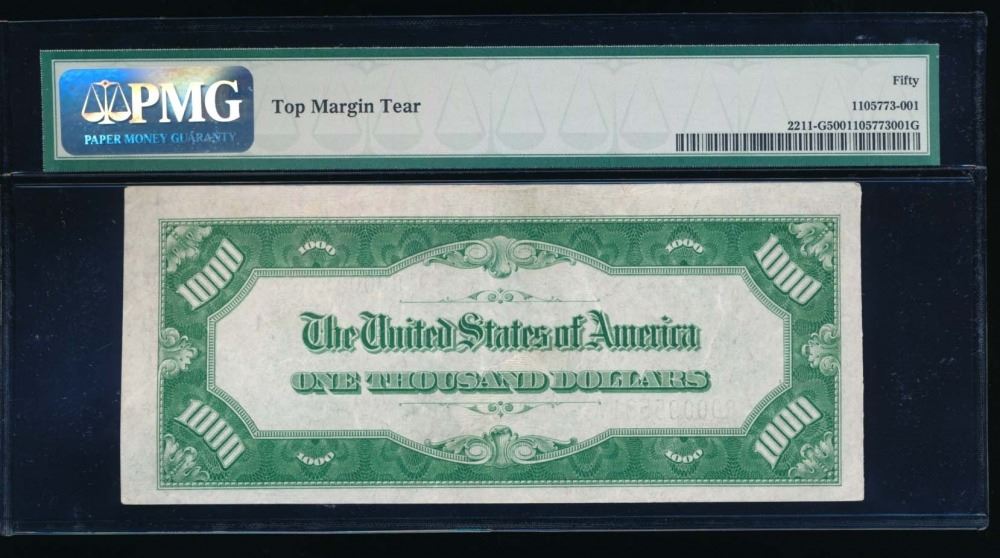 PMG
PAPER MONEY GUARANTY
Top Margin Tear
Fifty
1105773-001
2211-G5001105773001G
1000 1000 1000 1000
The United States of America
ONE THOUSAND DOLLARS
1000 1000 1000 1000